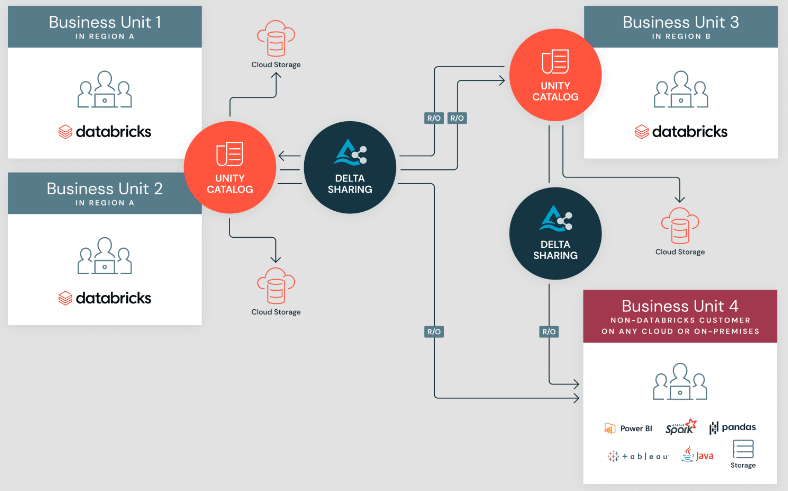 Business Unit 1
IN REGION A
databricks
Cloud Storage
UNITY
CATALOG
DELTA
SHARING
Business Unit 2
IN REGION A
databricks
Cloud Storage
R/O
R/O
UNITY
CATALOG
Business Unit 3
IN REGION B
databricks
DELTA
SHARING
Cloud Storage
R/O
R/O
Business Unit 4
NON-DATABRICKS CUSTOMER
ON ANY CLOUD OR ON-PREMISES
Power BI
APACHE
Spark
pandas
+ableau
Java
Storage